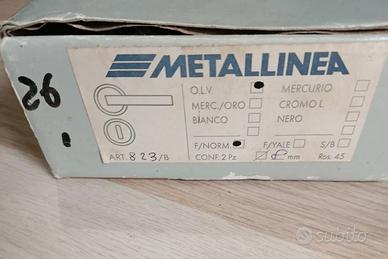 METALLINEA
O.L.V MERCURIO
MERC./ORO CROMO L
BIANCO NERO
F/NORM. F/YALE S/B
ART. 823/B CONF. 2 Pz mm Ros. 45
26
subito